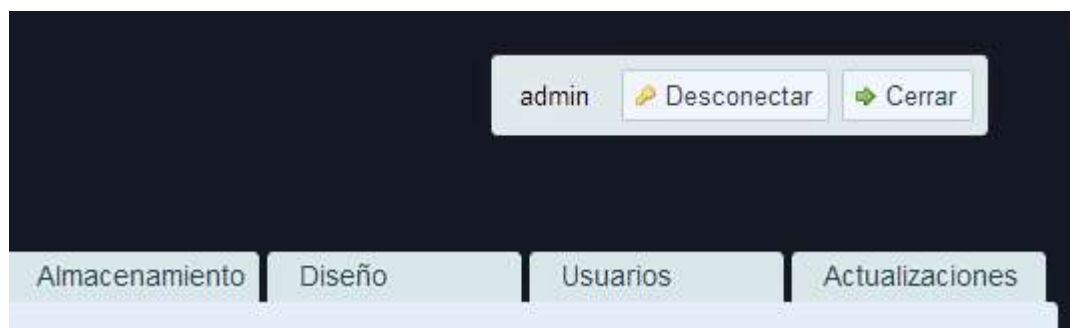 admin Desconectar Cerrar
Almacenamiento Diseño Usuarios Actualizaciones